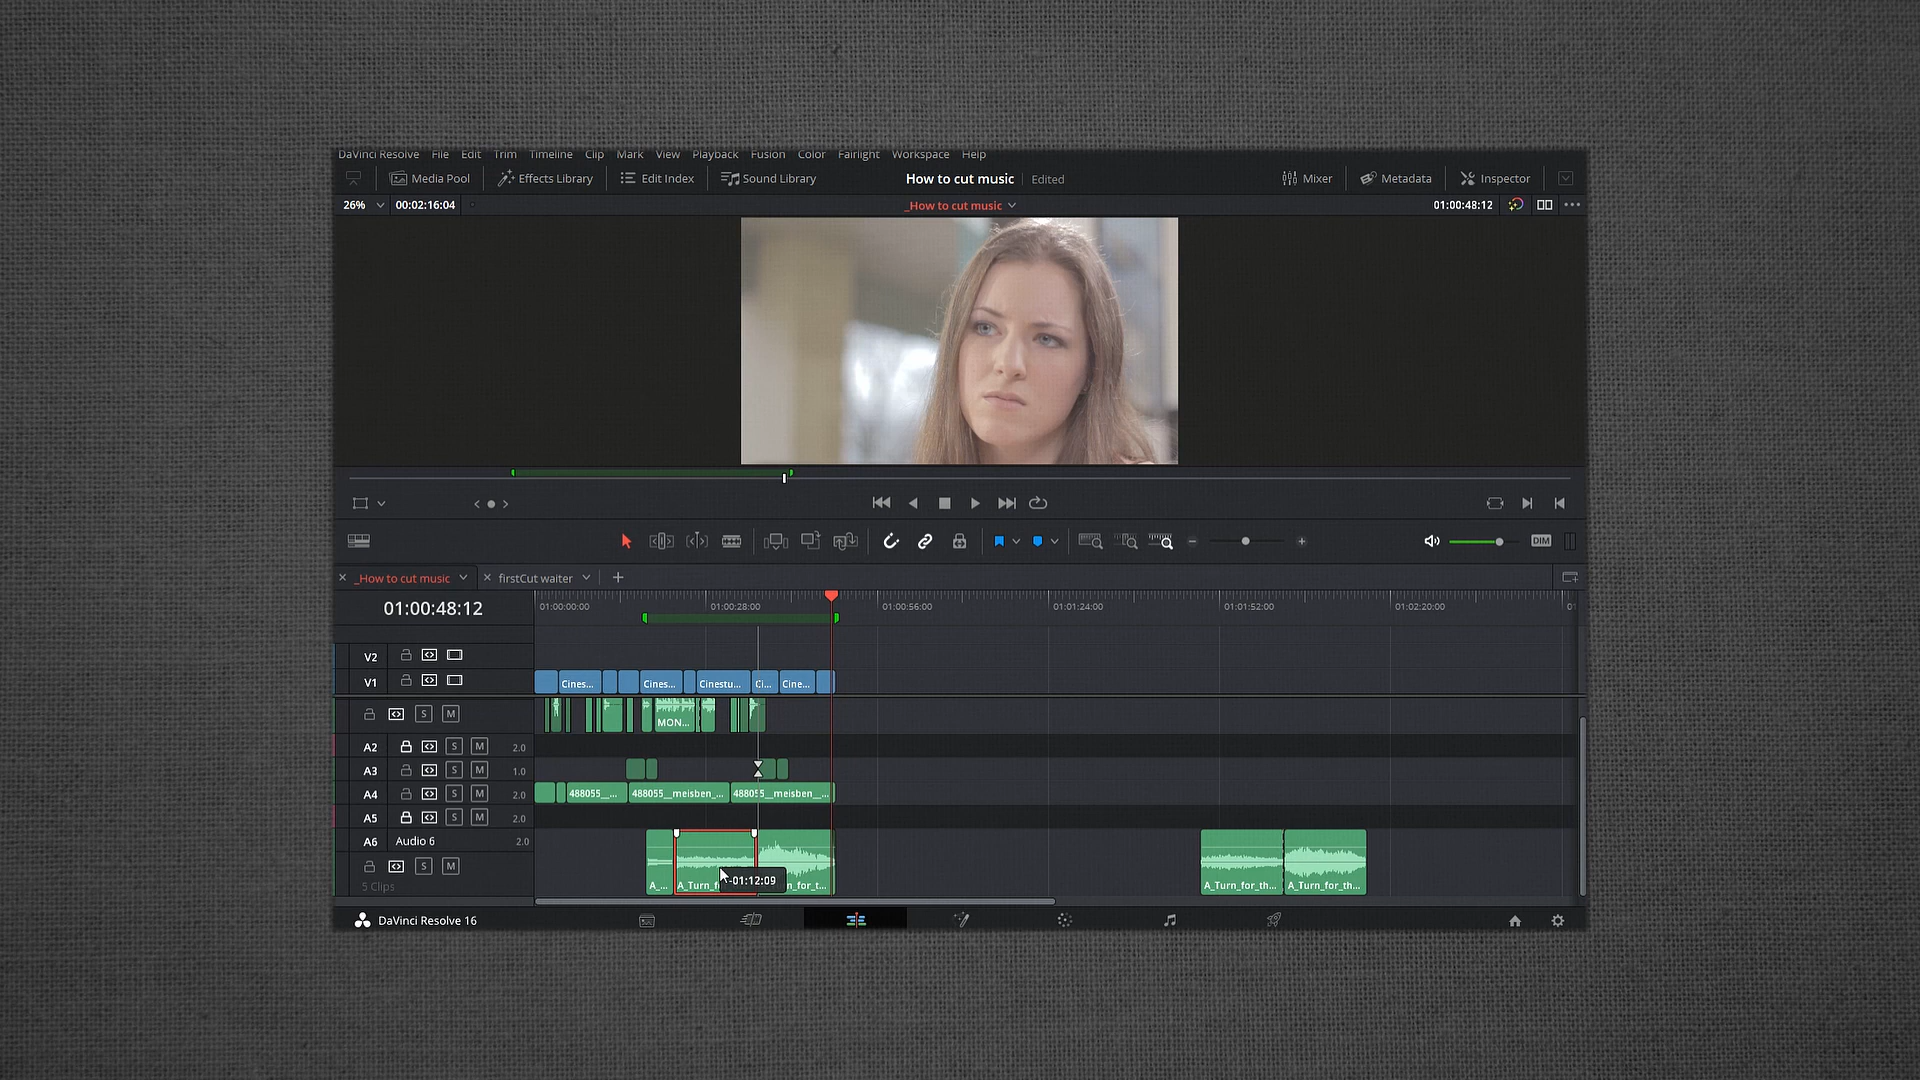 DaVinci Resolve File Edit Trim Timeline Clip Mark View Playback Fusion Color Fairlight Workspace Help
Media Pool Effects Library Edit Index Sound Library How to cut music Edited Mixer Metadata Inspector
26% 00:02:16:04 _How to cut music 01:00:48:12
DIM
_How to cut music firstCut waiter
01:00:48:12 01:00:00:00 01:00:28:00 01:00:56:00 01:01:24:00 01:01:52:00 01:02:20:00
V2
V1 Cines... Cines... Cinestu... Ci... Cine...
S M MON...
A2 S M 2.0
A3 S M 1.0
A4 S M 2.0 488055__... 488055__meisben_... 488055__meisben__...
A5 S M 2.0
A6 Audio 6 2.0
S M
5 Clips A_... A_Turn_f -01:12:09 n_for_t... A_Turn_for_th... A_Turn_for_th...
DaVinci Resolve 16